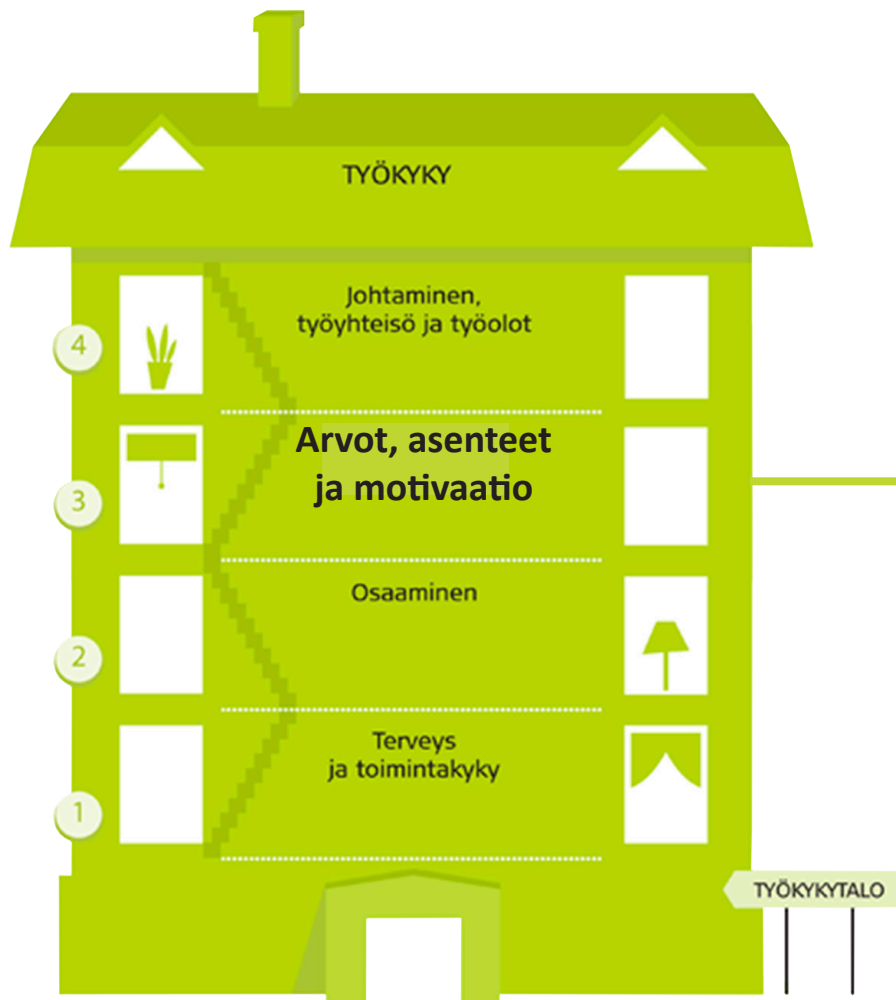 TYÖKYKY
Johtaminen,
työyhteisö ja työolot
4
Arvot, asenteet
ja motivaatio
3
Osaaminen
2
Terveys
ja toimintakyky
1
TYÖKYKYTALO